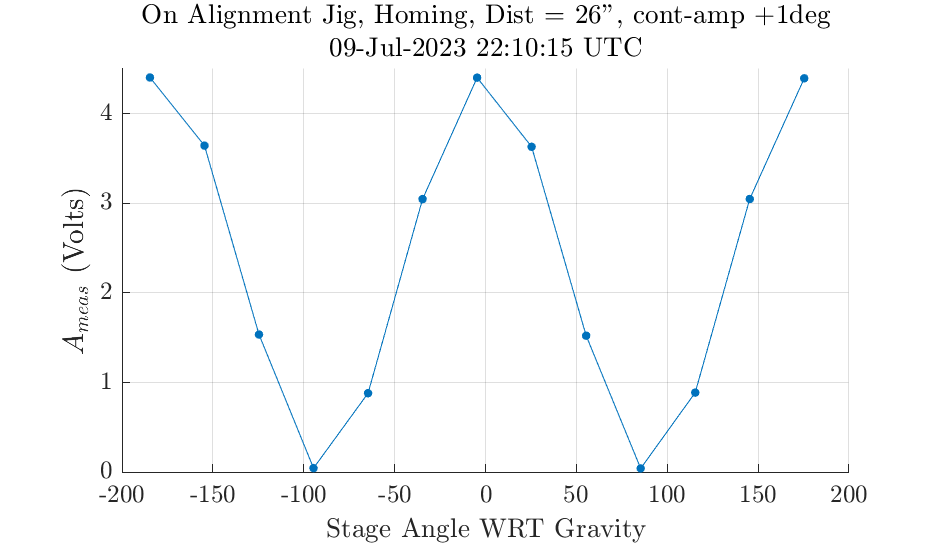 On Alignment Jig, Homing, Dist = 26”, cont-amp +1deg
09-Jul-2023 22:10:15 UTC
4
3
2
1
0
A_meas (Volts)
-200 -150 -100 -50 0 50 100 150 200
Stage Angle WRT Gravity